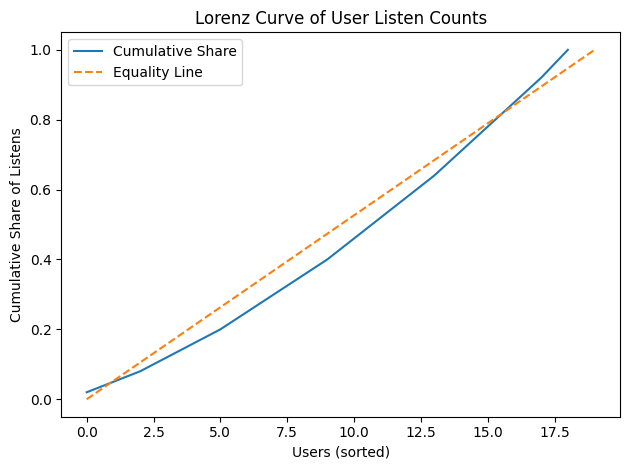 Lorenz Curve of User Listen Counts
Cumulative Share
Equality Line
Cumulative Share of Listens
1.0
0.8
0.6
0.4
0.2
0.0
0.0 2.5 5.0 7.5 10.0 12.5 15.0 17.5
Users (sorted)